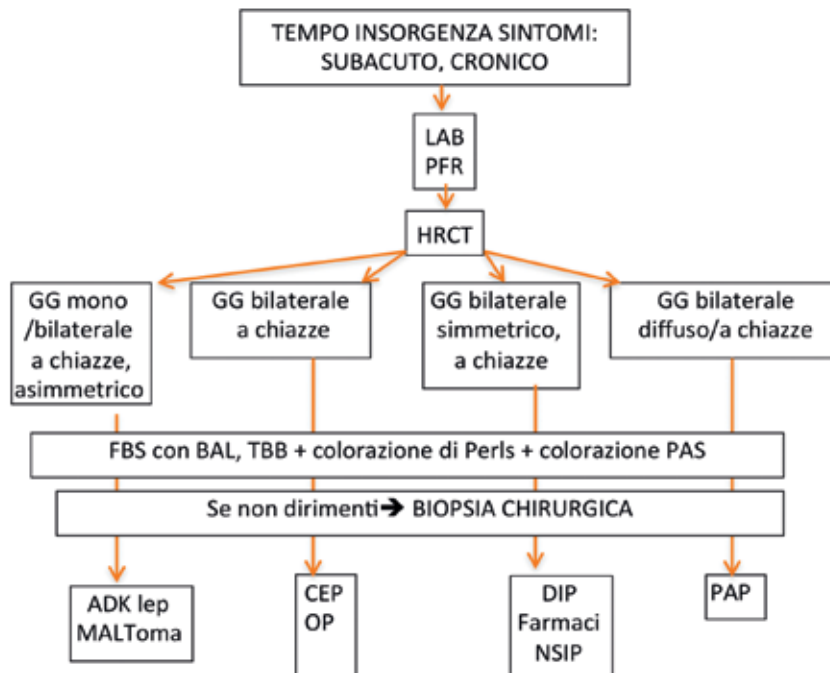 TEMPO INSORGENZA SINTOMI:
SUBACUTO, CRONICO
LAB
PFR
HRCT
GG mono
/bilaterale
a chiazze,
asimmetrico
GG bilaterale
a chiazze
GG bilaterale
simmetrico,
a chiazze
GG bilaterale
diffuso/a chiazze
FBS con BAL, TBB + colorazione di Perls + colorazione PAS
Se non dirimenti➔ BIOPSIA CHIRURGICA
ADK lep
MALToma
CEP
OP
DIP
Farmaci
NSIP
PAP